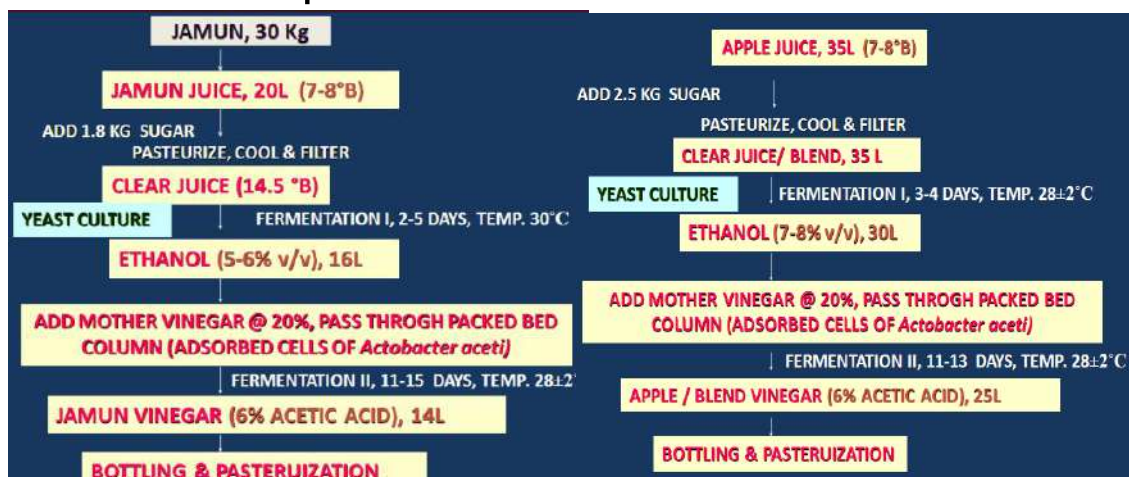 JAMUN, 30 Kg
JAMUN JUICE, 20L (7-8°B)
ADD 1.8 KG SUGAR
PASTEURIZE, COOL & FILTER
CLEAR JUICE (14.5 °B)
YEAST CULTURE
FERMENTATION I, 2-5 DAYS, TEMP. 30°C
ETHANOL (5-6% v/v), 16L
ADD MOTHER VINEGAR @ 20%, PASS THROGH PACKED BED
COLUMN (ADSORBED CELLS OF Actobacter aceti)
FERMENTATION II, 11-15 DAYS, TEMP. 28±2°
JAMUN VINEGAR (6% ACETIC ACID), 14L
BOTTLING & PASTERUIZATION
APPLE JUICE, 35L (7-8°B)
ADD 2.5 KG SUGAR
PASTEURIZE, COOL & FILTER
CLEAR JUICE/ BLEND, 35 L
YEAST CULTURE
FERMENTATION I, 3-4 DAYS, TEMP. 28±2°C
ETHANOL (7-8% v/v), 30L
ADD MOTHER VINEGAR @ 20%, PASS THROGH PACKED BED
COLUMN (ADSORBED CELLS OF Actobacter aceti)
FERMENTATION II, 11-13 DAYS, TEMP. 28±2°C
APPLE / BLEND VINEGAR (6% ACETIC ACID), 25L
BOTTLING & PASTERUIZATION